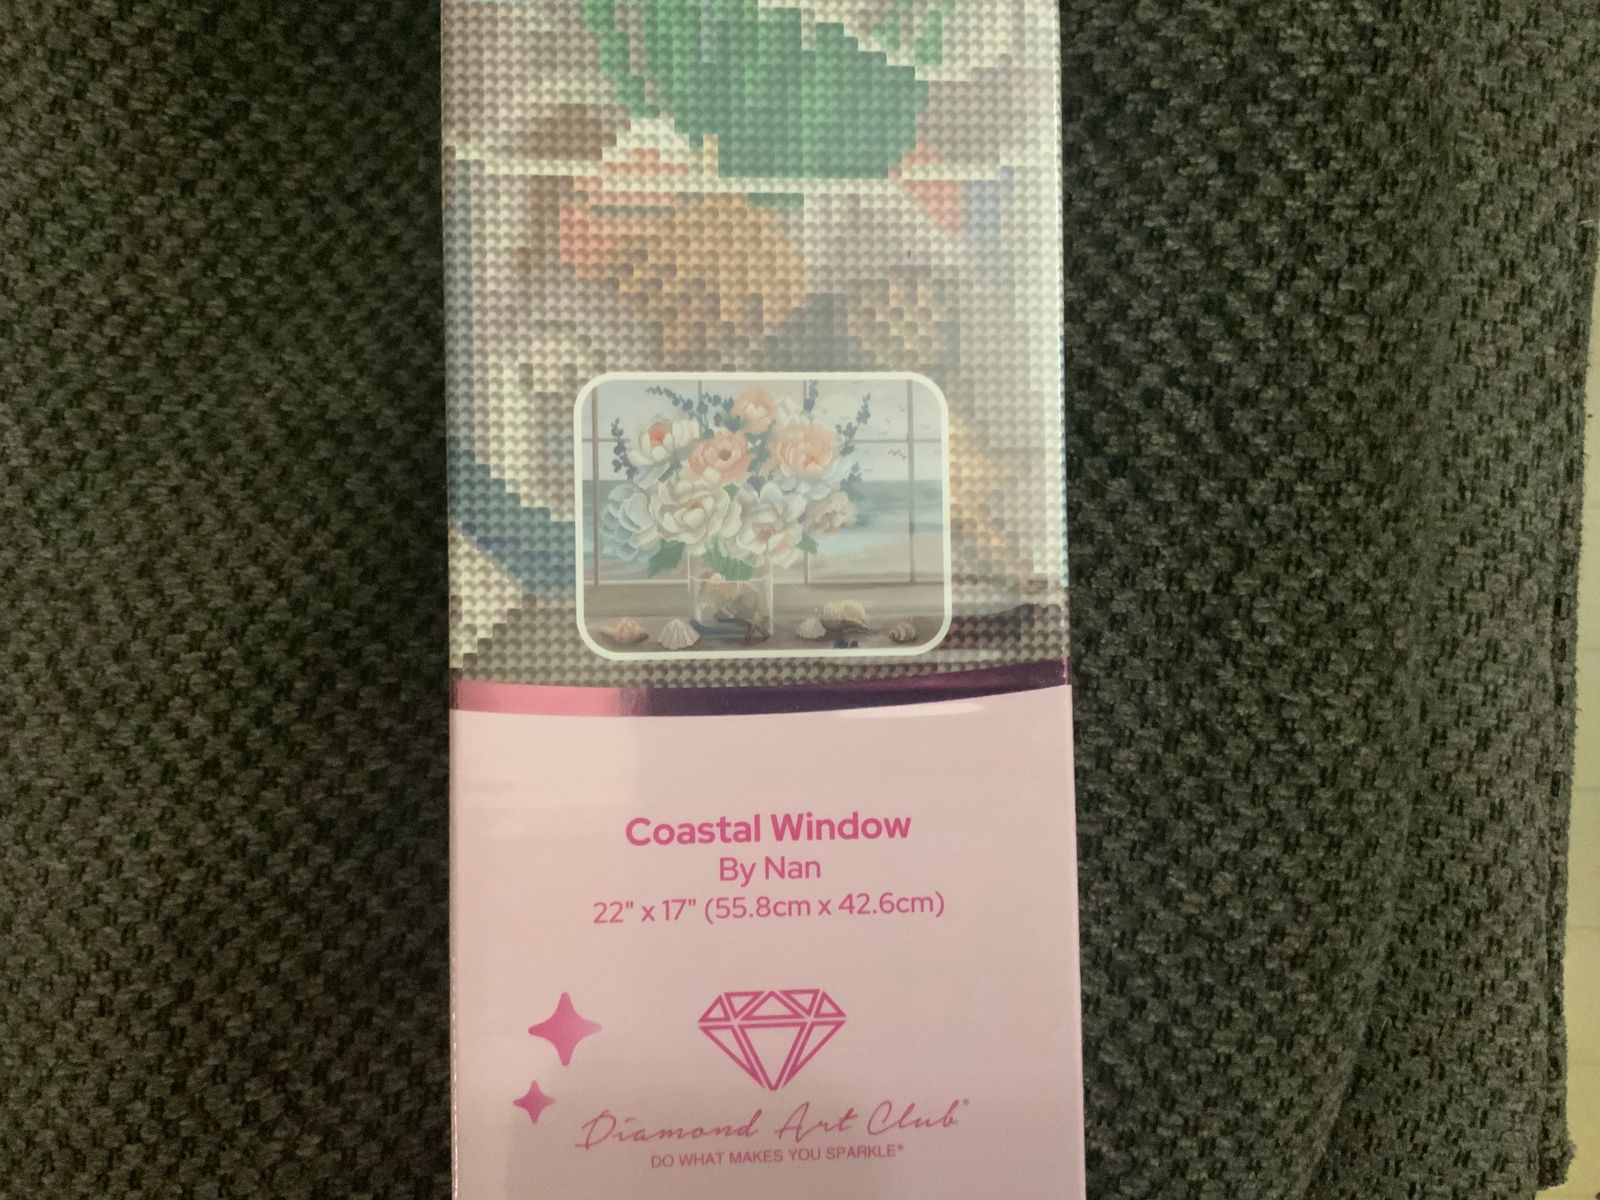 Coastal Window
By Nan
22" x 17" (55.8cm x 42.6cm)
Diamond Art Club®
DO WHAT MAKES YOU SPARKLE®